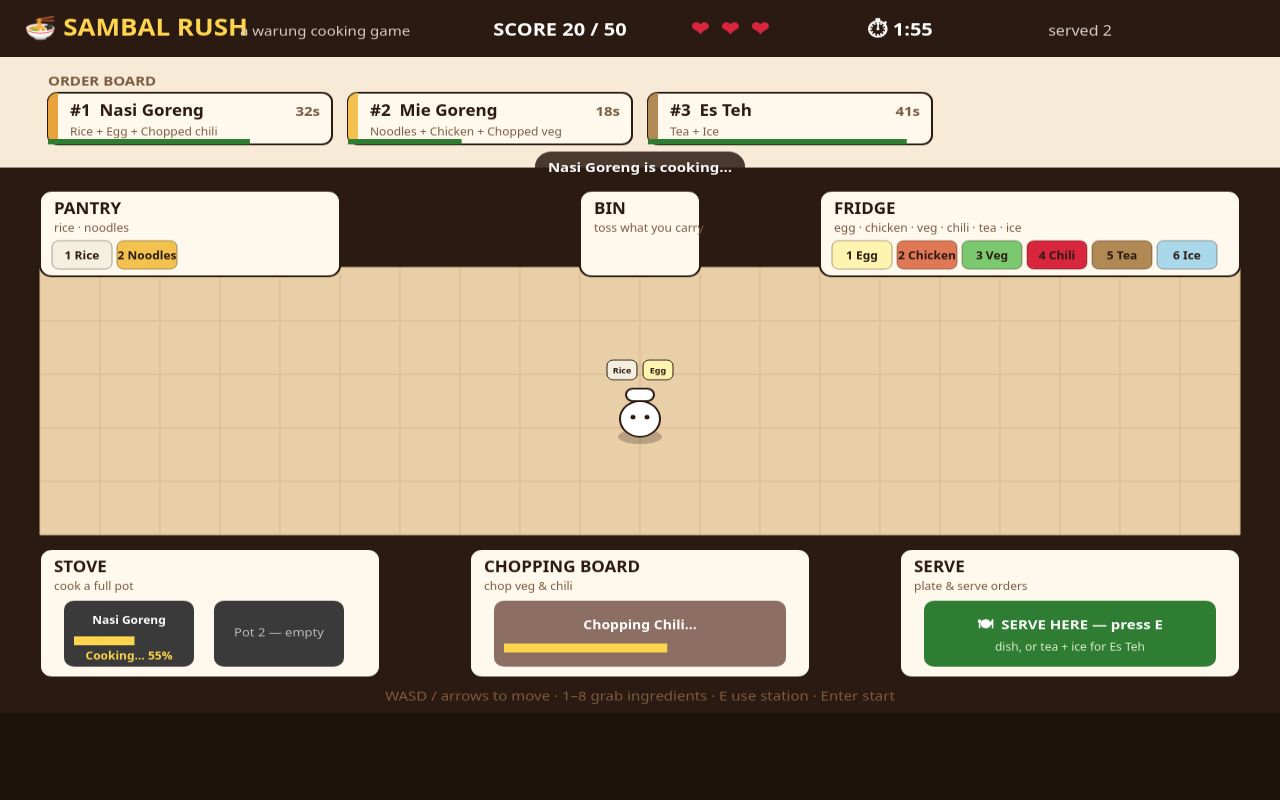 🍜 SAMBAL RUSH a warung cooking game SCORE 20 / 50 ❤ ❤ ❤ ⏱ 1:55 served 2
ORDER BOARD
#1 Nasi Goreng 32s
Rice + Egg + Chopped chili
#2 Mie Goreng 18s
Noodles + Chicken + Chopped veg
#3 Es Teh 41s
Tea + Ice
Nasi Goreng is cooking...
PANTRY
rice · noodles
1 Rice 2 Noodles
BIN
toss what you carry
FRIDGE
egg · chicken · veg · chili · tea · ice
1 Egg 2 Chicken 3 Veg 4 Chili 5 Tea 6 Ice
Rice Egg
STOVE
cook a full pot
Nasi Goreng
Cooking... 55%
Pot 2 — empty
CHOPPING BOARD
chop veg & chili
Chopping Chili...
SERVE
plate & serve orders
🍽 SERVE HERE — press E
dish, or tea + ice for Es Teh
WASD / arrows to move · 1–8 grab ingredients · E use station · Enter start